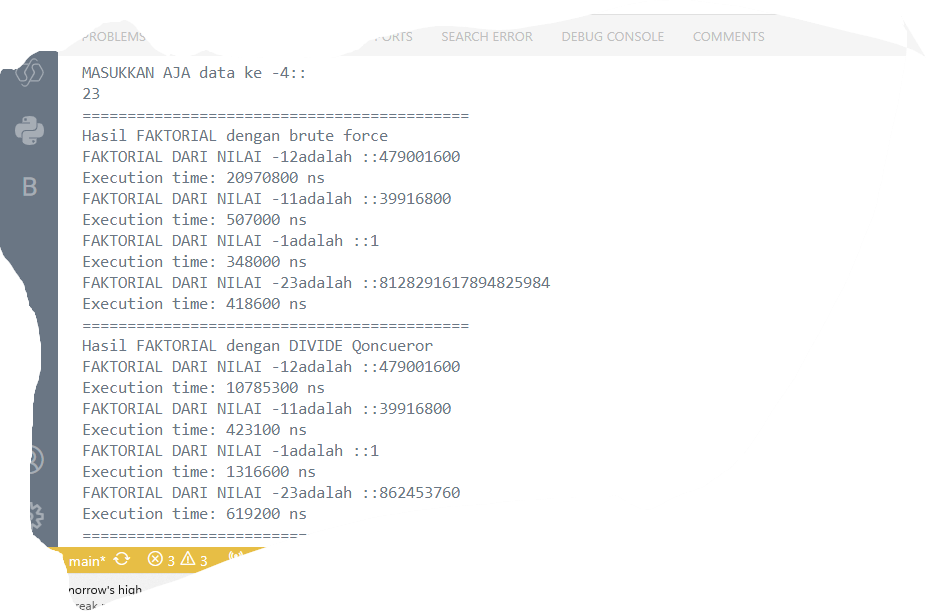 PROBLEMS PORTS SEARCH ERROR DEBUG CONSOLE COMMENTS
MASUKKAN AJA data ke -4::
23
===========================================
Hasil FAKTORIAL dengan brute force
FAKTORIAL DARI NILAI -12adalah ::479001600
Execution time: 20970800 ns
FAKTORIAL DARI NILAI -11adalah ::39916800
Execution time: 507000 ns
FAKTORIAL DARI NILAI -1adalah ::1
Execution time: 348000 ns
FAKTORIAL DARI NILAI -23adalah ::8128291617894825984
Execution time: 418600 ns
===========================================
Hasil FAKTORIAL dengan DIVIDE Qoncueror
FAKTORIAL DARI NILAI -12adalah ::479001600
Execution time: 10785300 ns
FAKTORIAL DARI NILAI -11adalah ::39916800
Execution time: 423100 ns
FAKTORIAL DARI NILAI -1adalah ::1
Execution time: 1316600 ns
FAKTORIAL DARI NILAI -23adalah ::862453760
Execution time: 619200 ns
=========================
B
main* 3 3
morrow's high